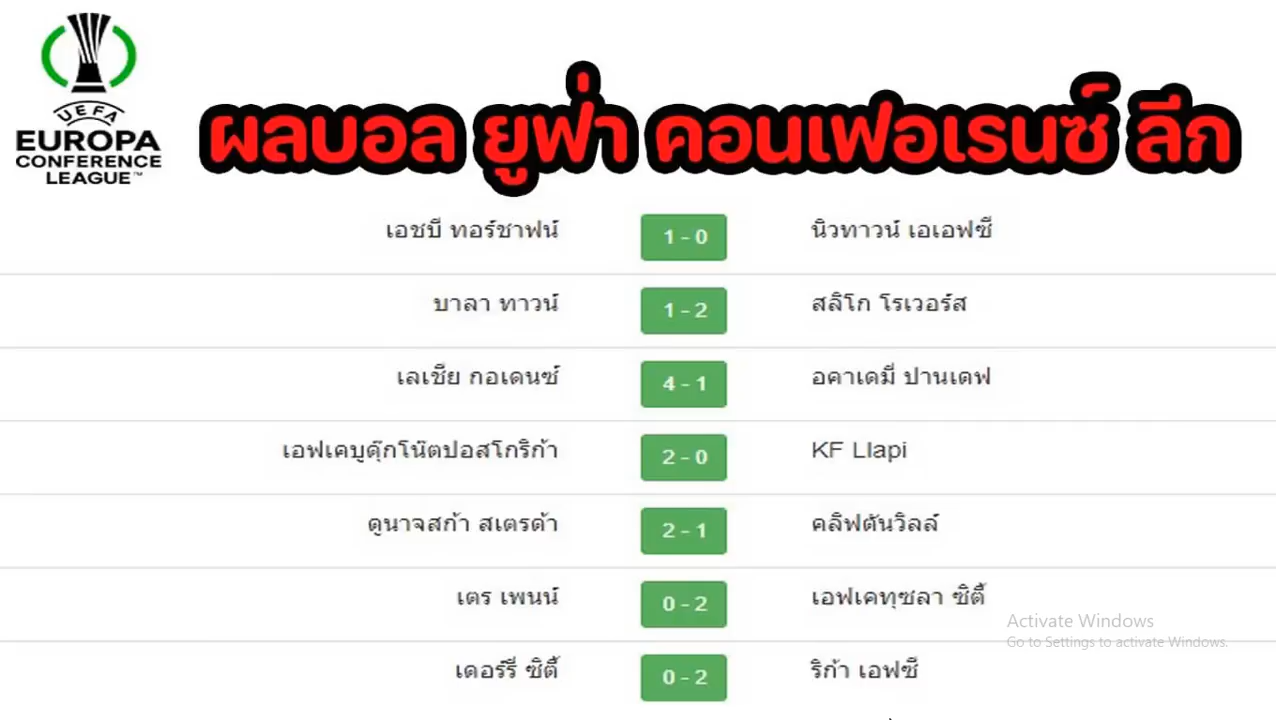 UEFA
EUROPA
CONFERENCE
LEAGUE™
ผลบอล ยูฟ่า คอนเฟอเรนซ์ ลีก
เอชบี ทอร์ชาฟน์ 1 - 0 นิวทาวน์ เอเอฟซี
บาลา ทาวน์ 1 - 2 สลิโก โรเวอร์ส
เลเชีย กอเดนซ์ 4 - 1 อคาเดมี่ ปานเดฟ
เอฟเคบูดุ๊กโน๊ตปอสโกริก้า 2 - 0 KF Llapi
ดูนาจสก้า สเตรด้า 2 - 1 คลิฟตันวิลล์
เตร เพนน์ 0 - 2 เอฟเคทุซลา ซิตี้
เดอร์รี่ ซิตี้ 0 - 2 ริก้า เอฟซี
Activate Windows
Go to Settings to activate Windows.